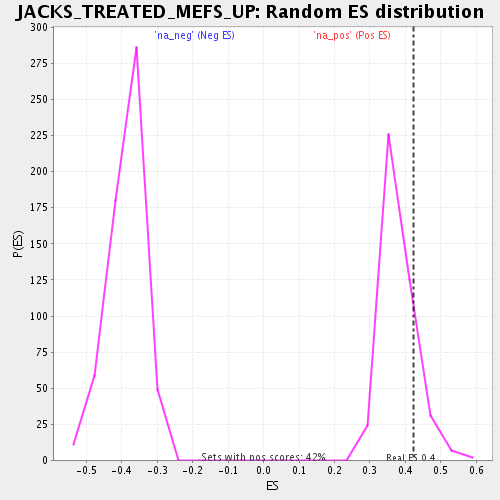 JACKS_TREATED_MEFS_UP: Random ES distribution
'na_neg' (Neg ES) 'na_pos' (Pos ES)
300
275
250
225
200
175
150
125
100
75
50
25
0
P(ES)
Sets with pos scores: 42%
Real ES 0.4
-0.5 -0.4 -0.3 -0.2 -0.1 0.0 0.1 0.2 0.3 0.4 0.5 0.6
ES